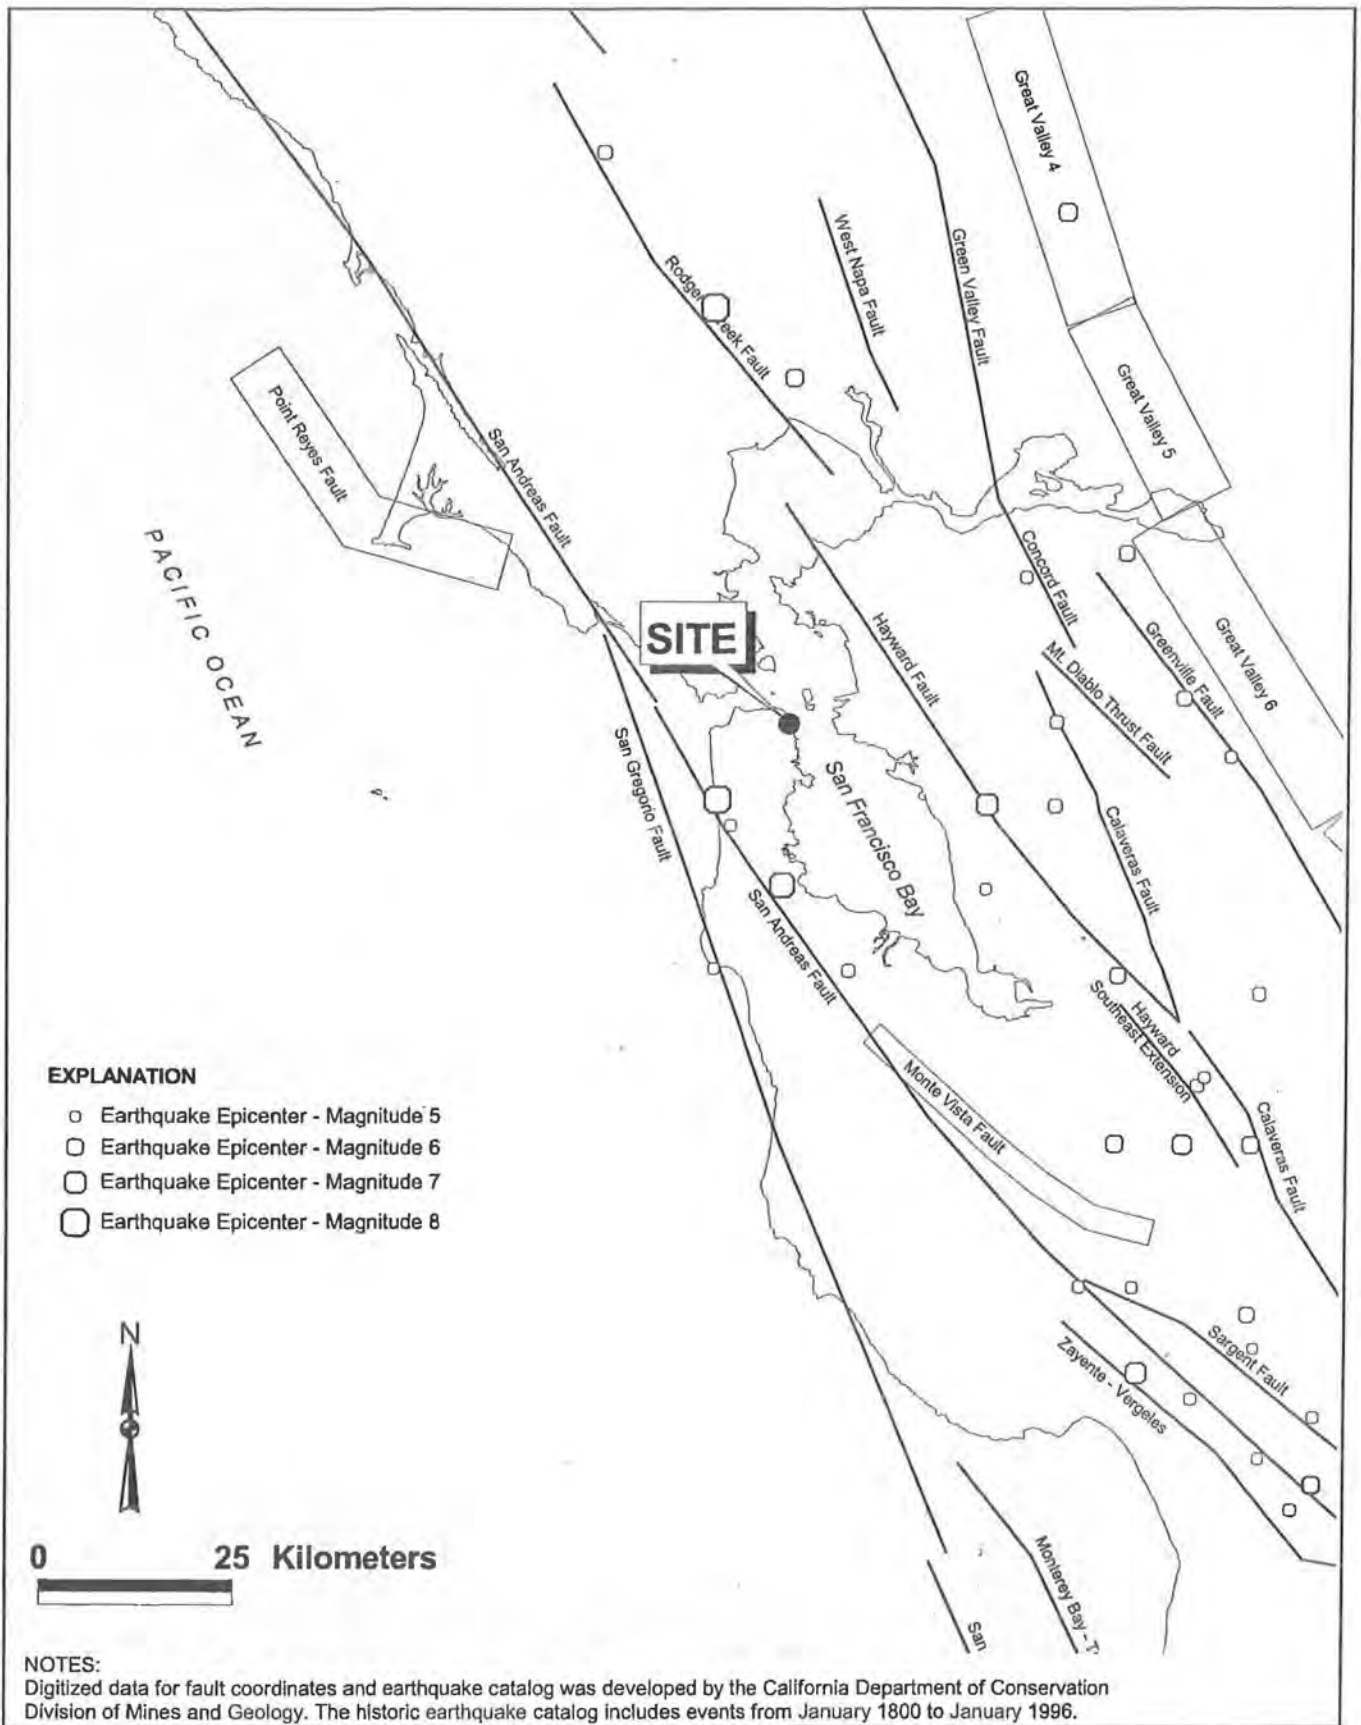 Great Valley 4
West Napa Fault
Green Valley Fault
Rodger
reek Fault
Great Valley 5
Point Reyes Fault
San Andreas Fault
PACIFIC OCEAN
Concord Fault
SITE
Hayward Fault
Greenville Fault
Great Valley 6
Mt. Diablo Thrust Fault
San Gregorio Fault
San Francisco Bay
Calaveras Fault
San Andreas Fault
Hayward
Southeast Extension
Monte Vista Fault
Calaveras Fault
EXPLANATION
Earthquake Epicenter - Magnitude 5
Earthquake Epicenter - Magnitude 6
Earthquake Epicenter - Magnitude 7
Earthquake Epicenter - Magnitude 8
Sargent Fault
Zayente - Vergeles
N
0 25 Kilometers
Monterey Bay - T
San
NOTES:
Digitized data for fault coordinates and earthquake catalog was developed by the California Department of Conservation
Division of Mines and Geology. The historic earthquake catalog includes events from January 1800 to January 1996.